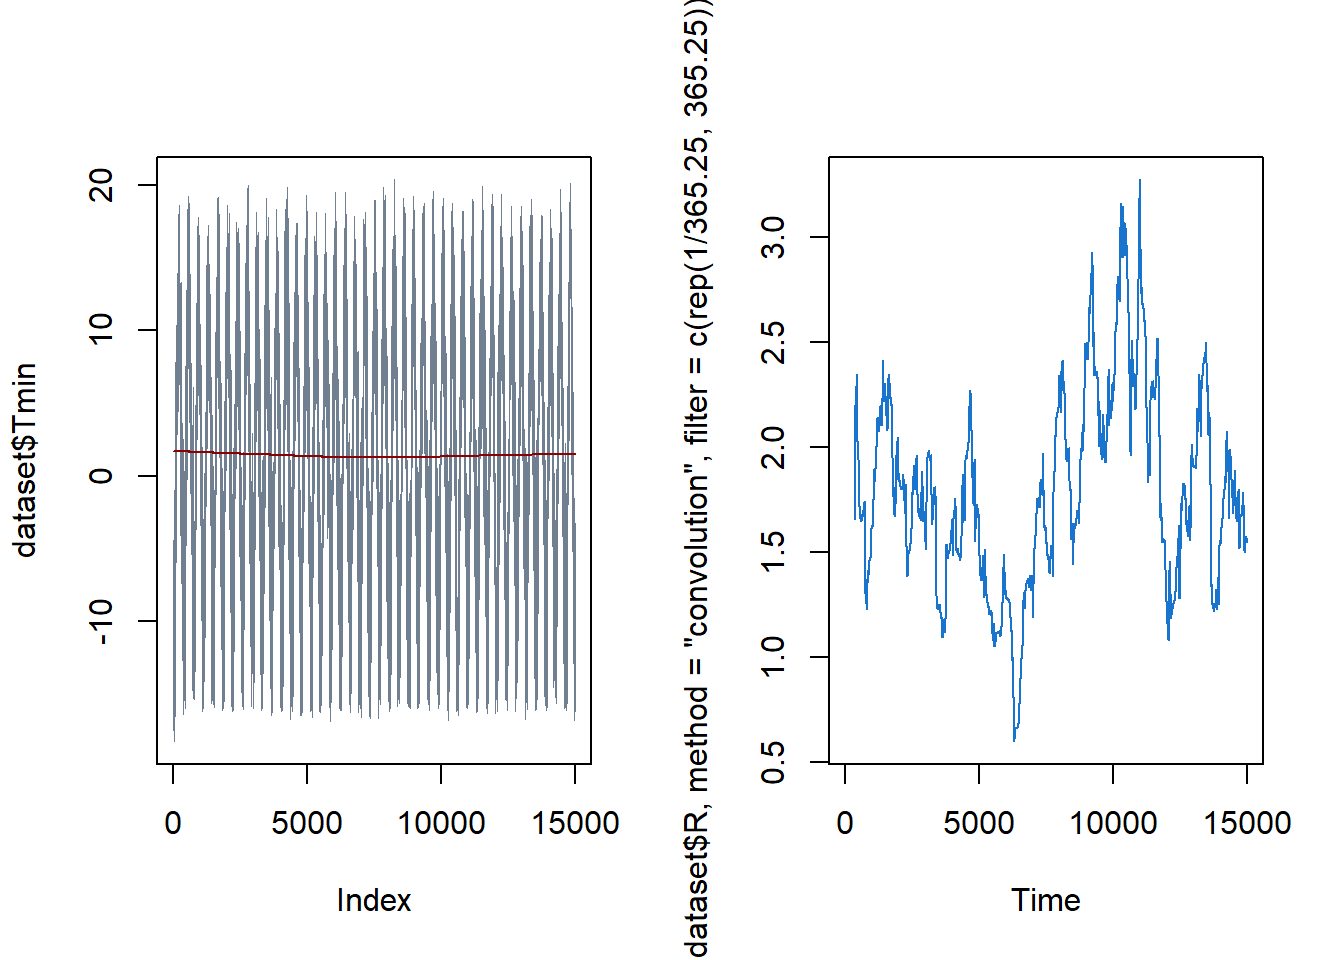 dataset$Tmin
20
10
0
-10
0 5000 10000 15000
Index
dataset$R, method = "convolution", filter = c(rep(1/365.25, 365.25))
3.0
2.5
2.0
1.5
1.0
0.5
0 5000 10000 15000
Time